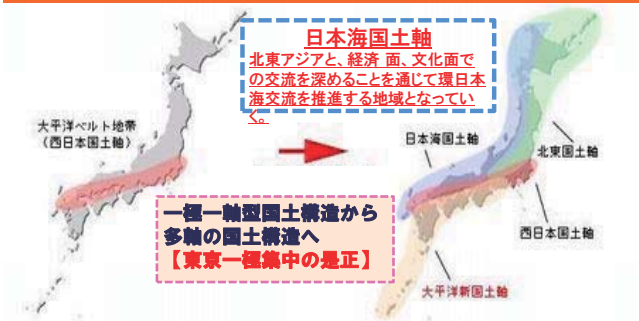 日本海国土軸
北東アジアと、経済 面、文化面で
の交流を深めることを通じて環日本
海交流を推進する地域となってい
く。
太平洋ベルト地帯
(西日本国土軸)
日本海国土軸
北東国土軸
西日本国土軸
太平洋新国土軸
一極一軸型国土構造から
多軸の国土構造へ
【東京一極集中の是正】